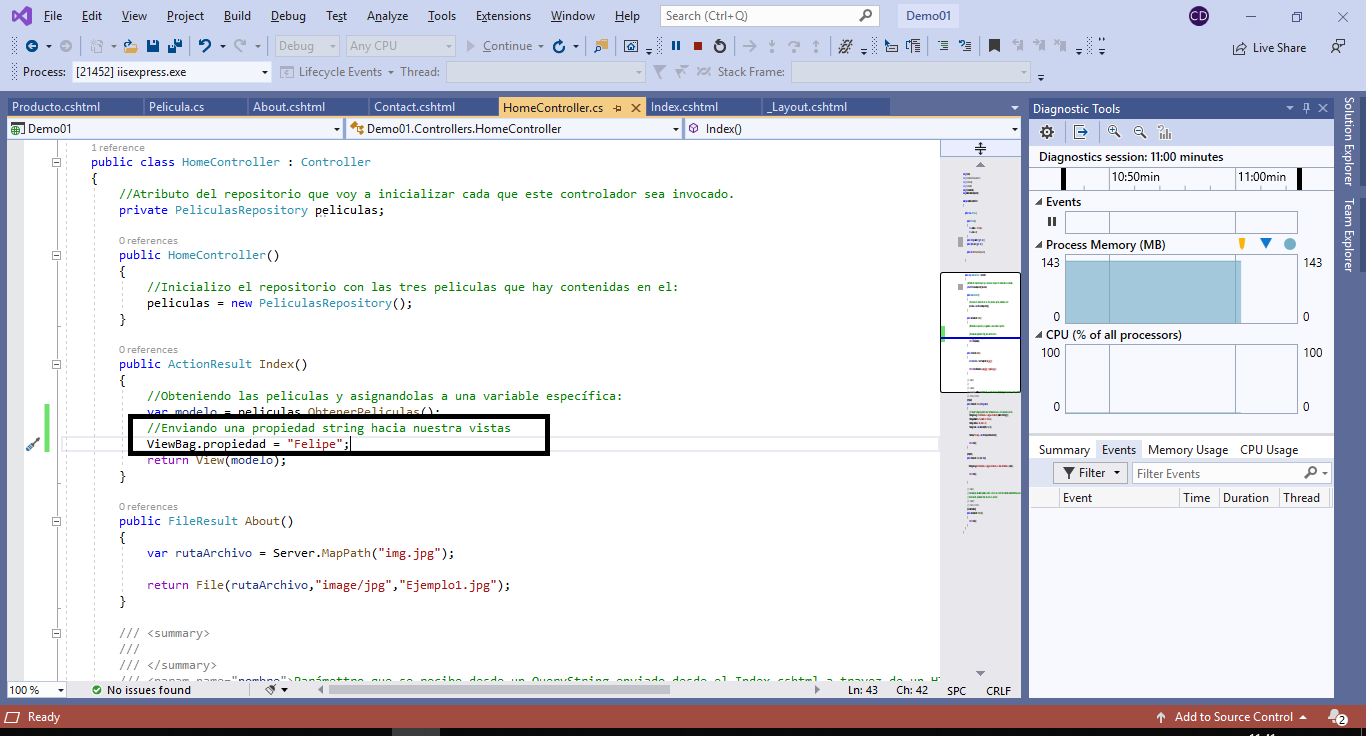 File Edit View Project Build Debug Test Analyze Tools Extensions Window Help Search (Ctrl+Q) Demo01 CD
Debug Any CPU Continue Live Share
Process: [21452] iisexpress.exe Lifecycle Events Thread: Stack Frame:
Producto.cshtml Pelicula.cs About.cshtml Contact.cshtml HomeController.cs Index.cshtml _Layout.cshtml
Demo01 Demo01.Controllers.HomeController Index()
1 reference
public class HomeController : Controller
{
//Atributo del repositorio que voy a inicializar cada que este controlador sea invocado.
private PeliculasRepository peliculas;
0 references
public HomeController()
{
//Inicializo el repositorio con las tres peliculas que hay contenidas en el:
peliculas = new PeliculasRepository();
}
0 references
public ActionResult Index()
{
//Obteniendo las peliculas y asignandolas a una variable específica:
var modelo = peliculas.ObtenerPeliculas();
//Enviando una propiedad string hacia nuestra vistas
ViewBag.propiedad = "Felipe";
return View(modelo);
}
0 references
public FileResult About()
{
var rutaArchivo = Server.MapPath("img.jpg");
return File(rutaArchivo,"image/jpg","Ejemplo1.jpg");
}
/// <summary>
///
/// </summary>
/// <param name="nombre">Parámettro que se recibe desde un QueryString enviado desde el Index.cshtml a travez de un
100 % No issues found Ln: 43 Ch: 42 SPC CRLF
Diagnostic Tools
Diagnostics session: 11:00 minutes
10:50min 11:00min
Events
Process Memory (MB)
143 143
0 0
CPU (% of all processors)
100 100
0 0
Summary Events Memory Usage CPU Usage
Filter Filter Events
Event Time Duration Thread
Solution Explorer
Team Explorer
Ready Add to Source Control 2